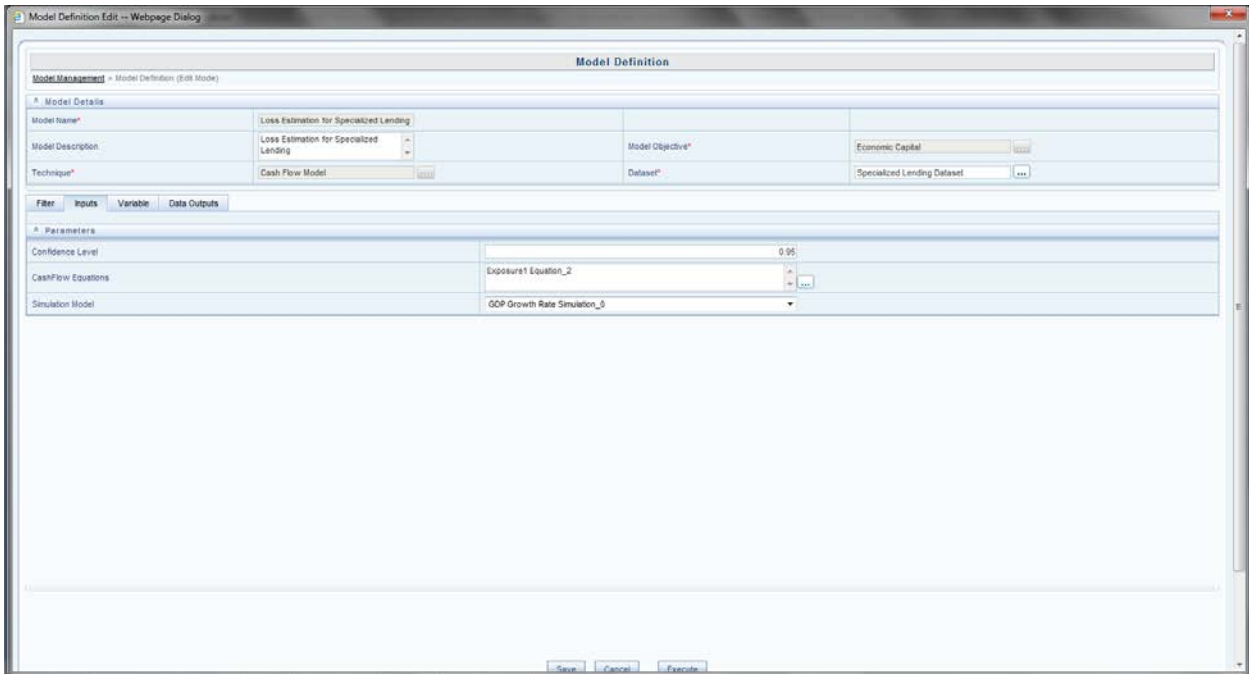 Model Definition Edit -- Webpage Dialog
Model Definition
Model Management > Model Definition (Edit Mode)
Model Details
Model Name* Loss Estimation for Specialized Lending
Model Description Loss Estimation for Specialized
Lending
Model Objective* Economic Capital ...
Technique* Cash Flow Model ... Dataset* Specialized Lending Dataset ...
Filter Inputs Variable Data Outputs
Parameters
Confidence Level 0.95
CashFlow Equations Exposure1 Equation_2 ...
Simulation Model GDP Growth Rate Simulation_0
Save Cancel Execute